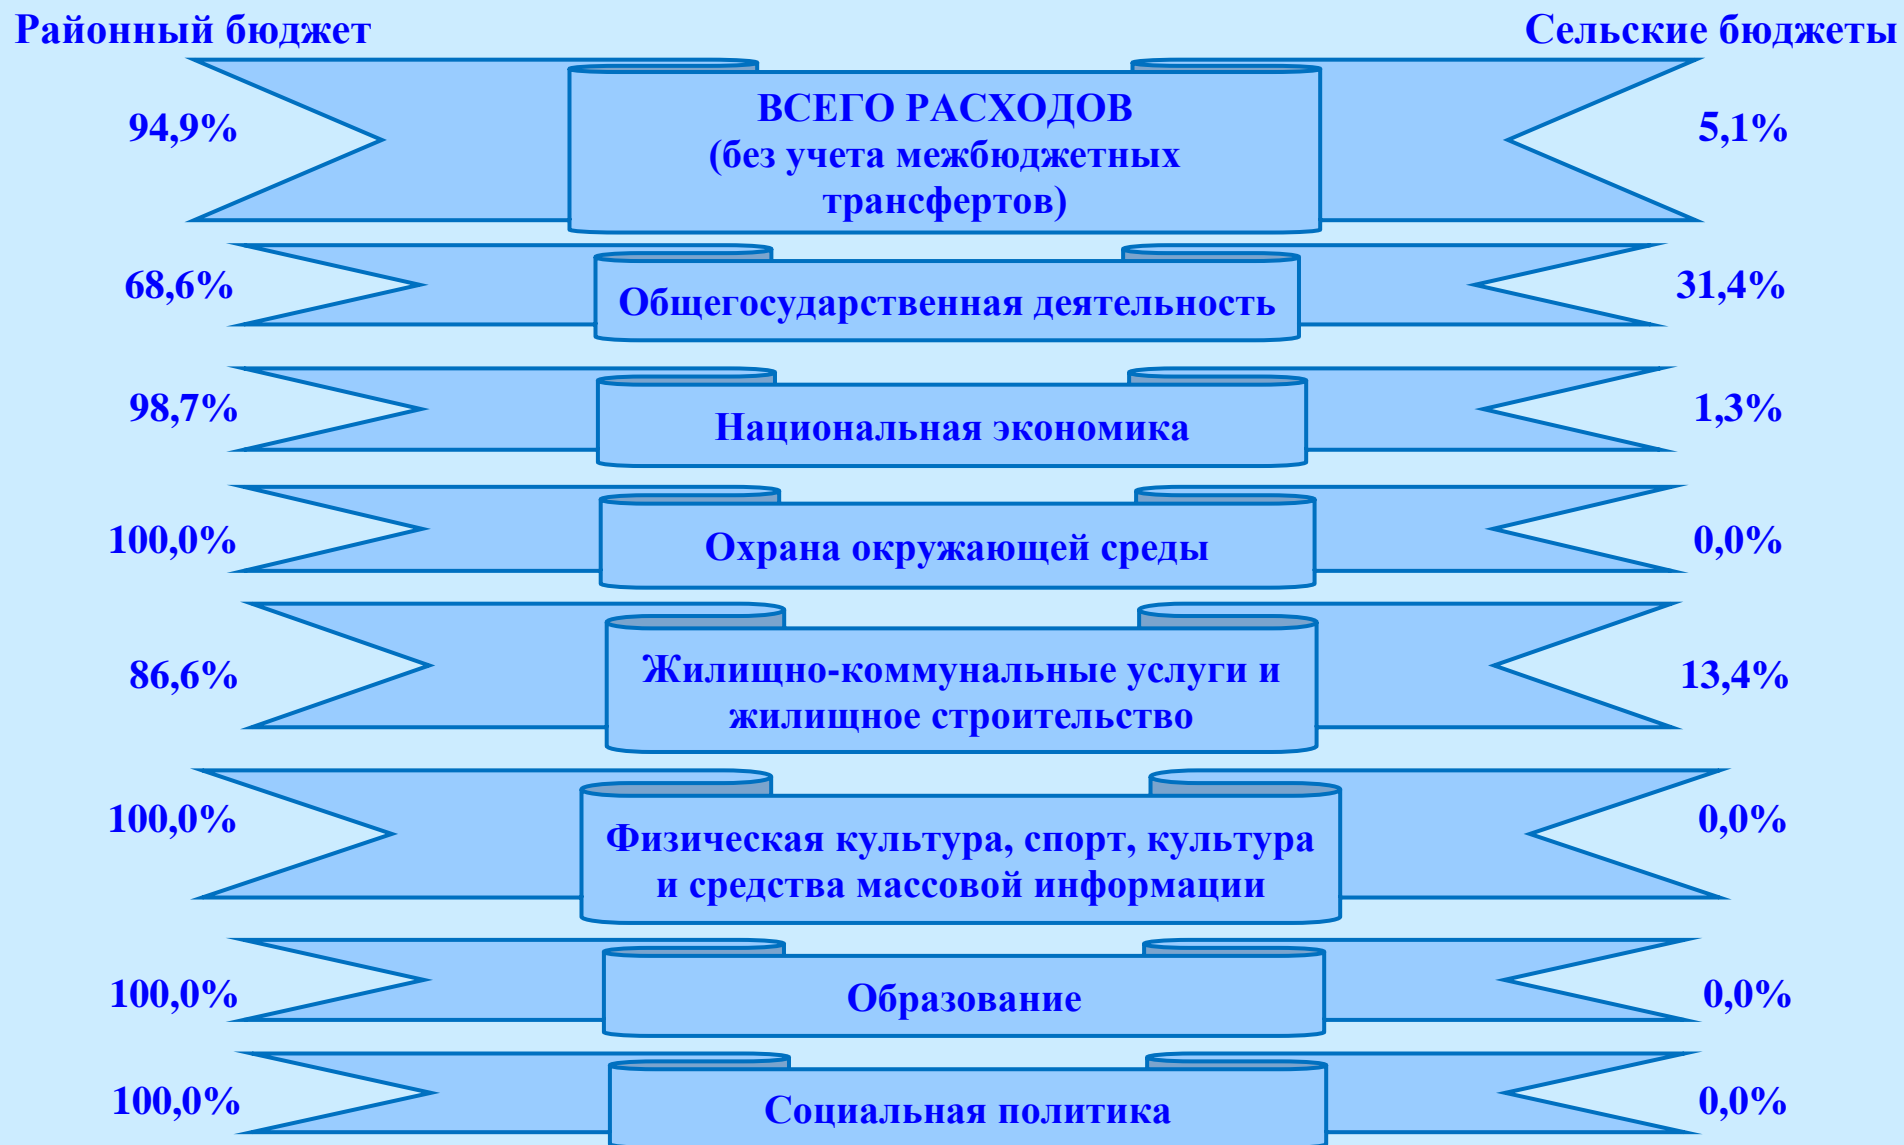 Районный бюджет
Сельские бюджеты
94,9%
ВСЕГО РАСХОДОВ
(без учета межбюджетных
трансфертов)
5,1%
68,6%
Общегосударственная деятельность
31,4%
98,7%
Национальная экономика
1,3%
100,0%
Охрана окружающей среды
0,0%
86,6%
Жилищно-коммунальные услуги и
жилищное строительство
13,4%
100,0%
Физическая культура, спорт, культура
и средства массовой информации
0,0%
100,0%
Образование
0,0%
100,0%
Социальная политика
0,0%